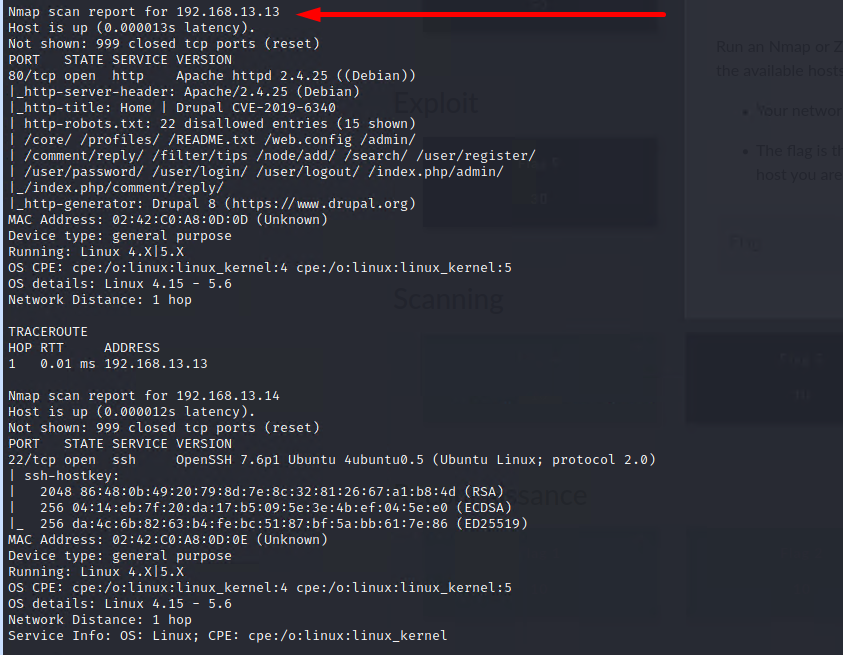 Nmap scan report for 192.168.13.13
Host is up (0.000013s latency).
Not shown: 999 closed tcp ports (reset)
PORT   STATE SERVICE VERSION
80/tcp open  http    Apache httpd 2.4.25 ((Debian))
|_http-server-header: Apache/2.4.25 (Debian)
|_http-title: Home | Drupal CVE-2019-6340
| http-robots.txt: 22 disallowed entries (15 shown)
| /core/ /profiles/ /README.txt /web.config /admin/
| /comment/reply/ /filter/tips /node/add/ /search/ /user/register/
| /user/password/ /user/login/ /user/logout/ /index.php/admin/
|_/index.php/comment/reply/
|_http-generator: Drupal 8 (https://www.drupal.org)
MAC Address: 02:42:C0:A8:0D:0D (Unknown)
Device type: general purpose
Running: Linux 4.X|5.X
OS CPE: cpe:/o:linux:linux_kernel:4 cpe:/o:linux:linux_kernel:5
OS details: Linux 4.15 - 5.6
Network Distance: 1 hop
TRACEROUTE
HOP RTT     ADDRESS
1   0.01 ms 192.168.13.13
Nmap scan report for 192.168.13.14
Host is up (0.000012s latency).
Not shown: 999 closed tcp ports (reset)
PORT   STATE SERVICE VERSION
22/tcp open  ssh     OpenSSH 7.6p1 Ubuntu 4ubuntu0.5 (Ubuntu Linux; protocol 2.0)
| ssh-hostkey:
|   2048 86:48:0b:49:20:79:8d:7e:8c:32:81:26:67:a1:b8:4d (RSA)
|   256 04:14:eb:7f:20:da:17:b5:09:5e:3e:4b:ef:04:5e:e0 (ECDSA)
|_  256 da:4c:6b:82:63:b4:fe:bc:51:87:bf:5a:bb:61:7e:86 (ED25519)
MAC Address: 02:42:C0:A8:0D:0E (Unknown)
Device type: general purpose
Running: Linux 4.X|5.X
OS CPE: cpe:/o:linux:linux_kernel:4 cpe:/o:linux:linux_kernel:5
OS details: Linux 4.15 - 5.6
Network Distance: 1 hop
Service Info: OS: Linux; CPE: cpe:/o:linux:linux_kernel
Run an Nmap or Z
the available hosts
Exploit
Your networ
The flag is th
host you are
Flag
Scanning
Flag